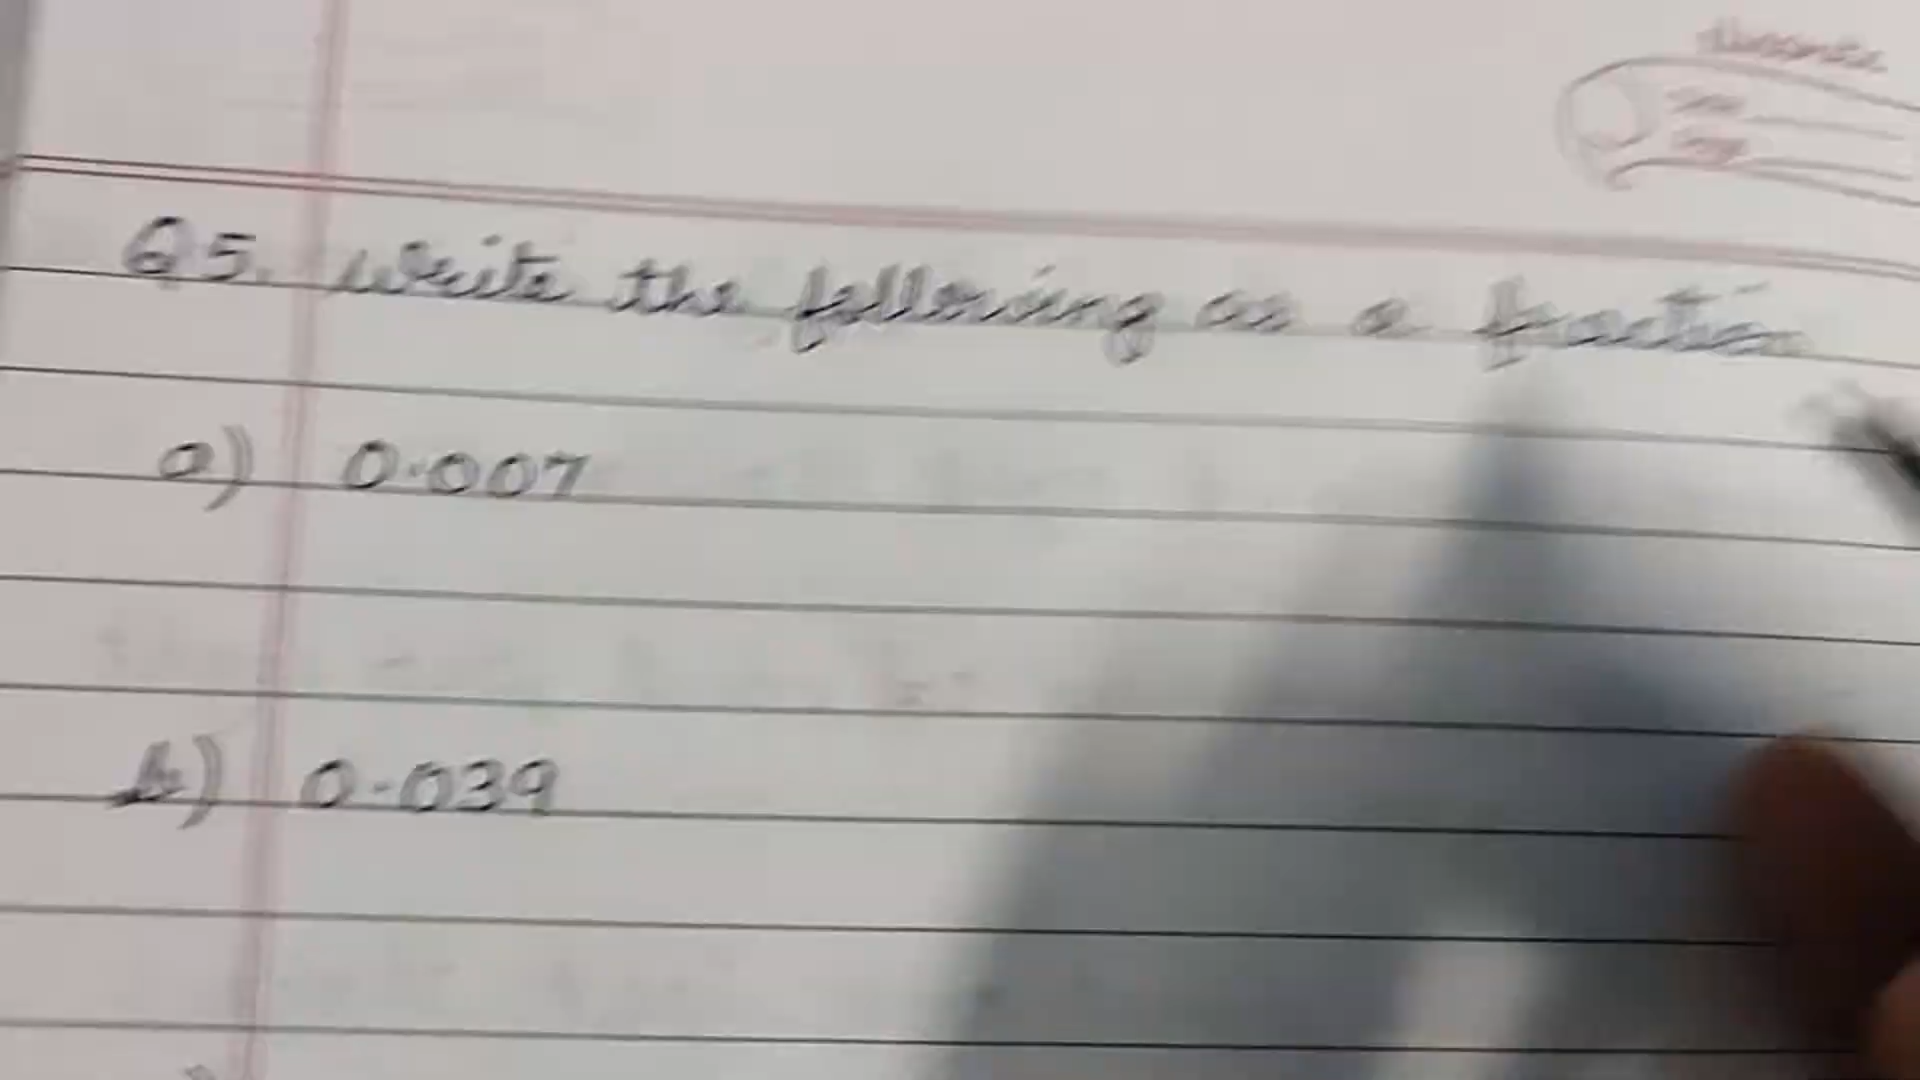 Q5. Write the following as a fraction
a) 0.007
b) 0.039